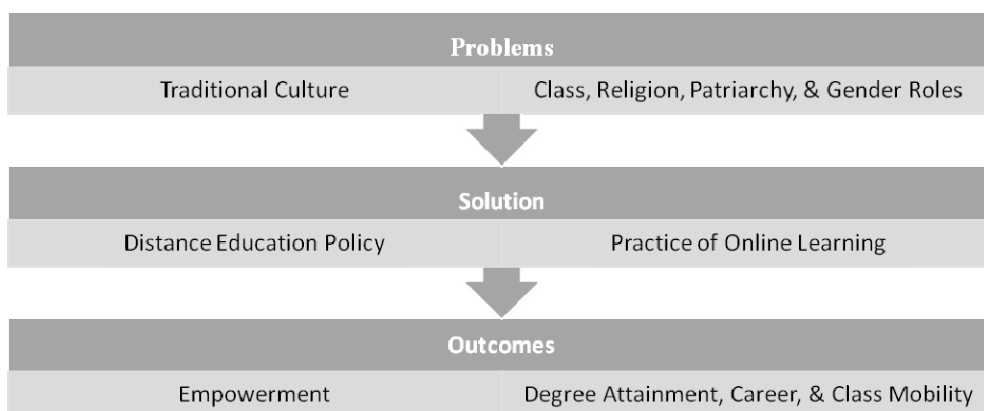 Problems
Traditional Culture
Class, Religion, Patriarchy, & Gender Roles
Solution
Distance Education Policy
Practice of Online Learning
Outcomes
Empowerment
Degree Attainment, Career, & Class Mobility